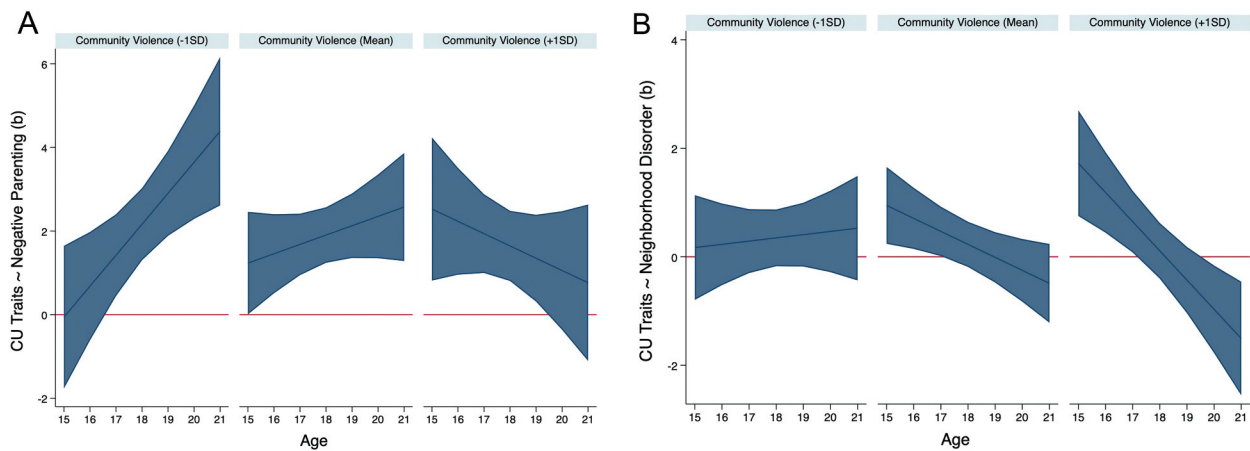 A
Community Violence (-1SD) Community Violence (Mean) Community Violence (+1SD)
CU Traits ~ Negative Parenting (b)
6
4
2
0
-2
15 16 17 18 19 20 21 15 16 17 18 19 20 21 15 16 17 18 19 20 21
Age
B
Community Violence (-1SD) Community Violence (Mean) Community Violence (+1SD)
CU Traits ~ Neighborhood Disorder (b)
4
2
0
-2
15 16 17 18 19 20 21 15 16 17 18 19 20 21 15 16 17 18 19 20 21
Age